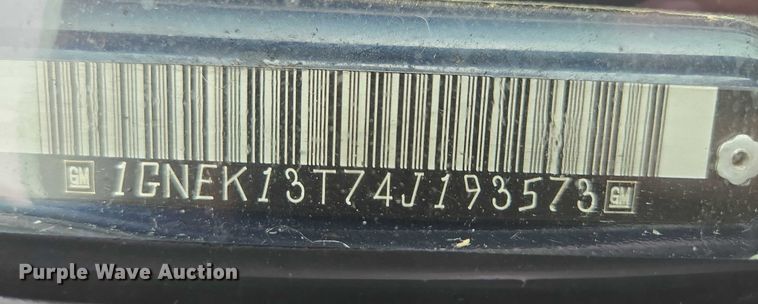 GM 1GNEK13T74J193573 GM
Purple Wave Auction